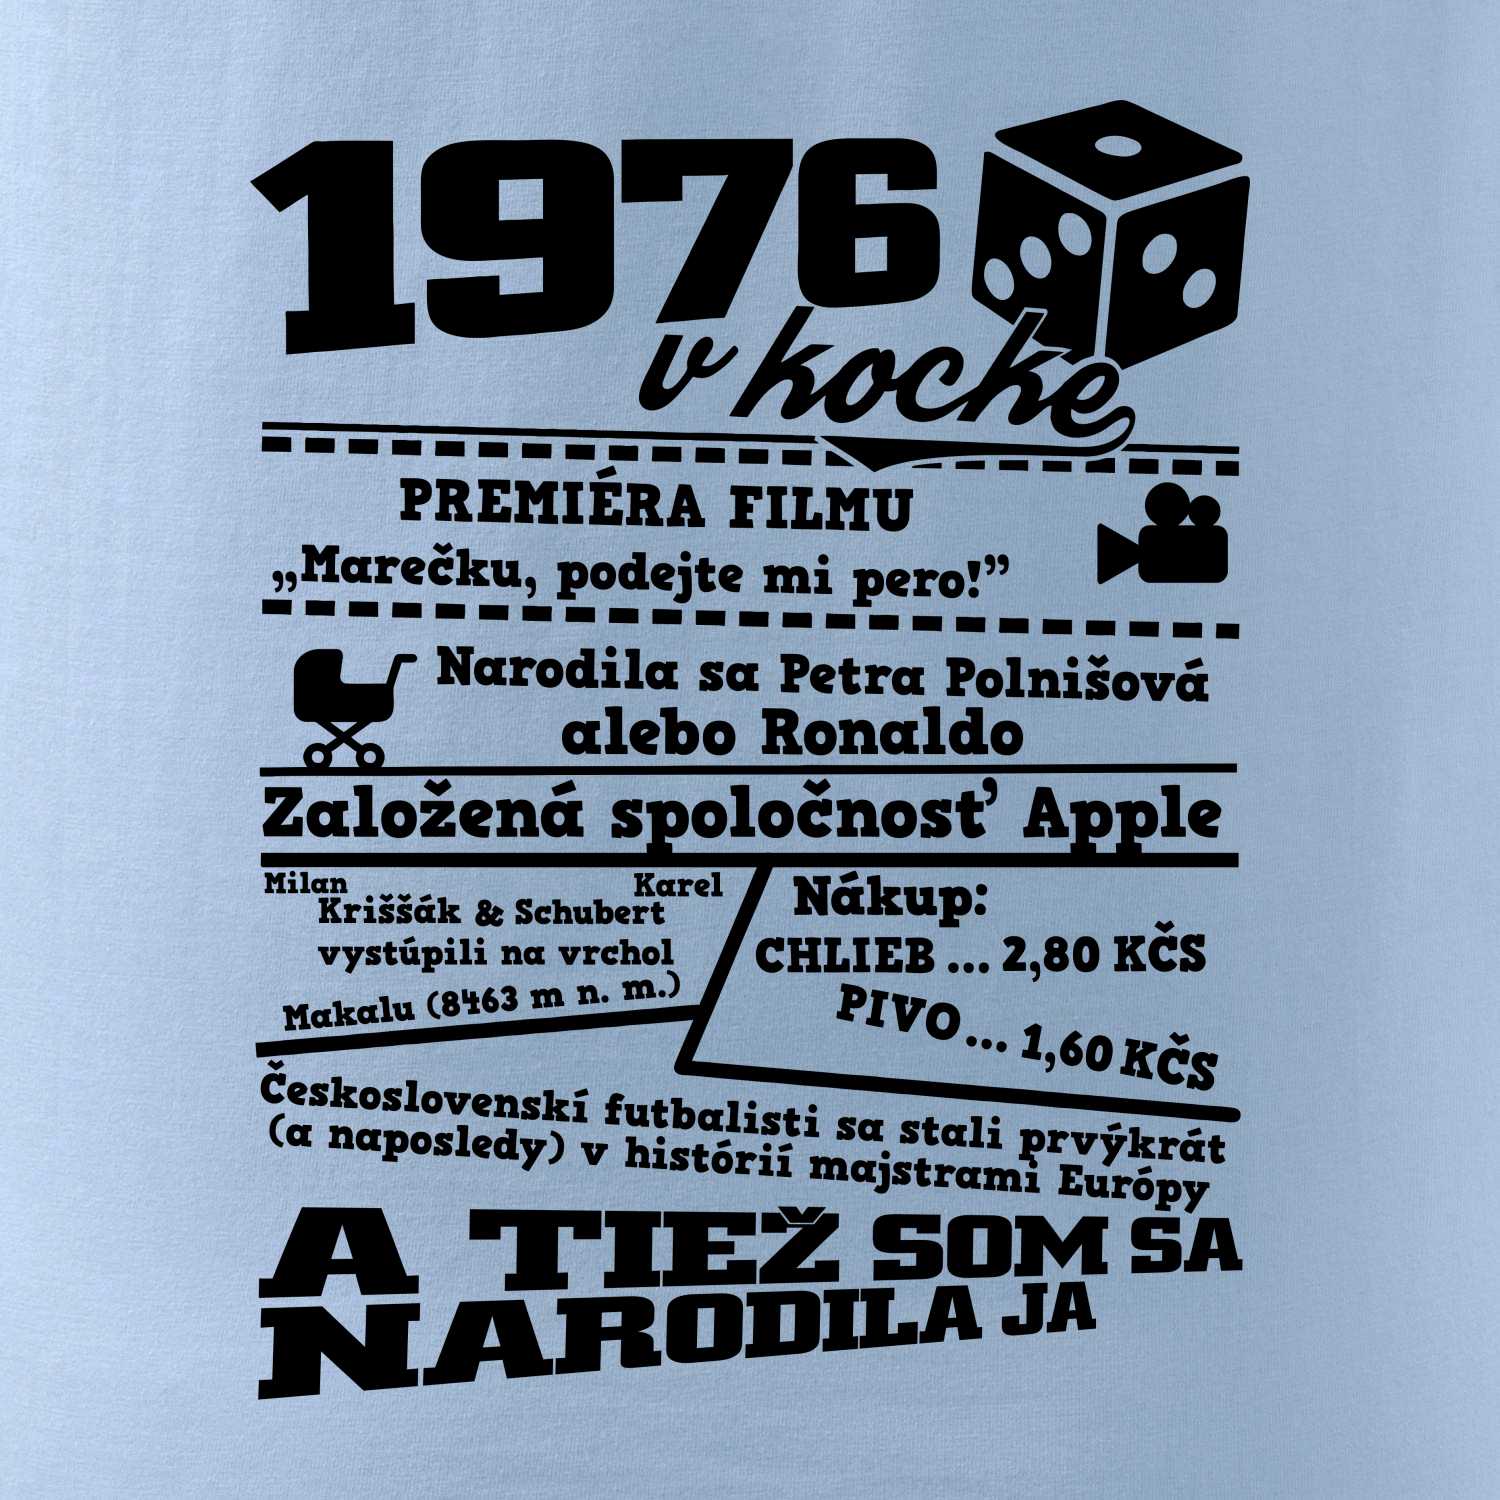 1976
v kocke
PREMIÉRA FILMU
„Marečku, podejte mi pero!”
Narodila sa Petra Polnišová
alebo Ronaldo
Založená spoločnosť Apple
Milan Karel
Kriššák & Schubert
vystúpili na vrchol
Makalu (8463 m n. m.)
Nákup:
CHLIEB ... 2,80 KČS
PIVO ... 1,60 KČS
Československí futbalisti sa stali prvýkrát
(a naposledy) v histórií majstrami Európy
A TIEŽ SOM SA
NARODILA JA